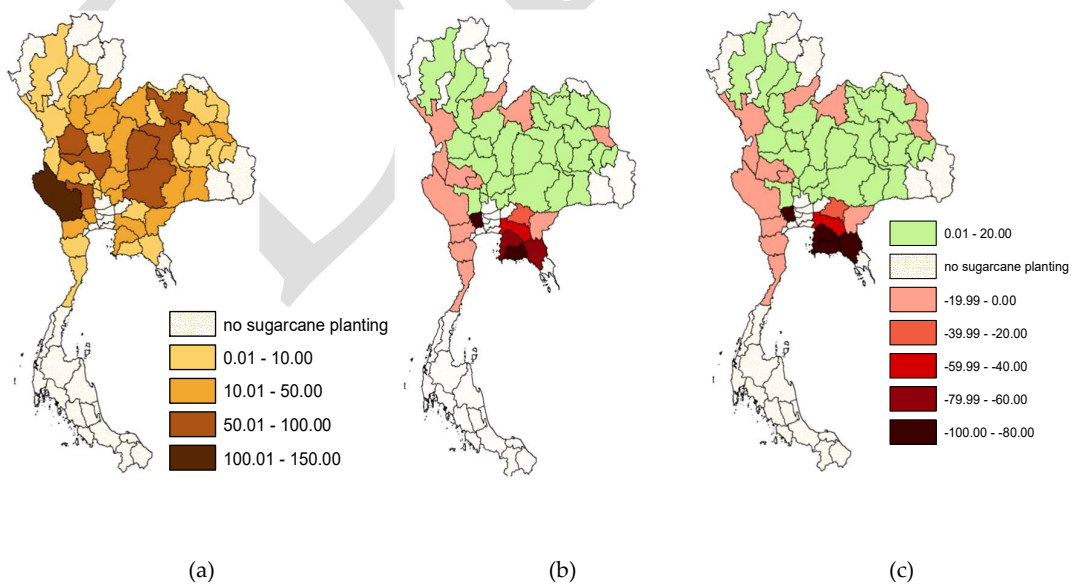 no sugarcane planting
0.01 - 10.00
10.01 - 50.00
50.01 - 100.00
100.01 - 150.00
0.01 - 20.00
no sugarcane planting
-19.99 - 0.00
-39.99 - -20.00
-59.99 - -40.00
-79.99 - -60.00
-100.00 - -80.00
(a) (b) (c)